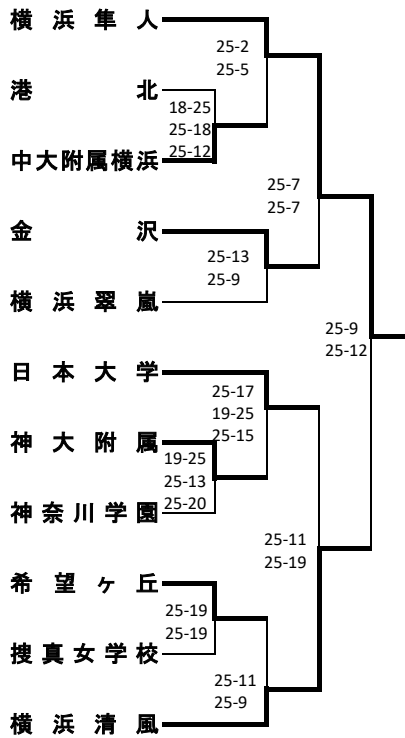 横浜隼人
25-2
25-5
港北
18-25
25-18
25-12
中大附属横浜
25-7
25-7
金沢
25-13
25-9
横浜翠嵐
25-9
25-12
日本大学
25-17
19-25
25-15
神大附属
19-25
25-13
25-20
神奈川学園
25-11
25-19
希望ヶ丘
25-19
25-19
捜真女学校
25-11
25-9
横浜清風